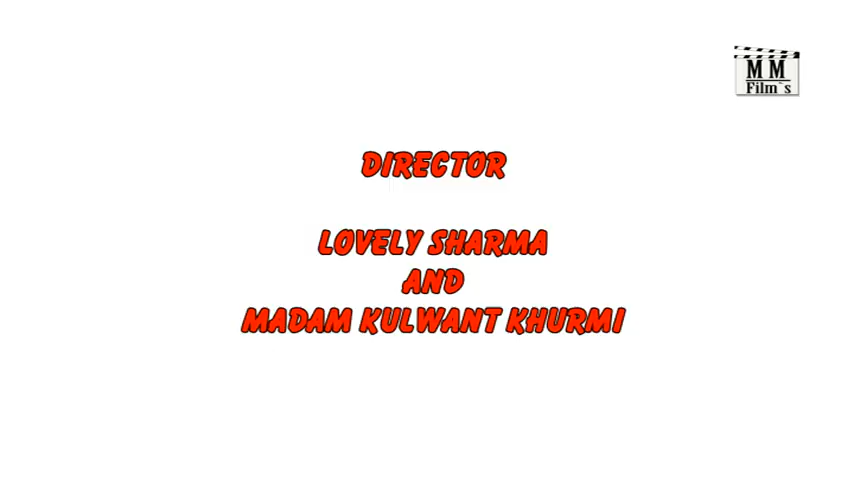 M M
Film`s
DIRECTOR
LOVELY SHARMA
AND
MADAM KULWANT KHURMI